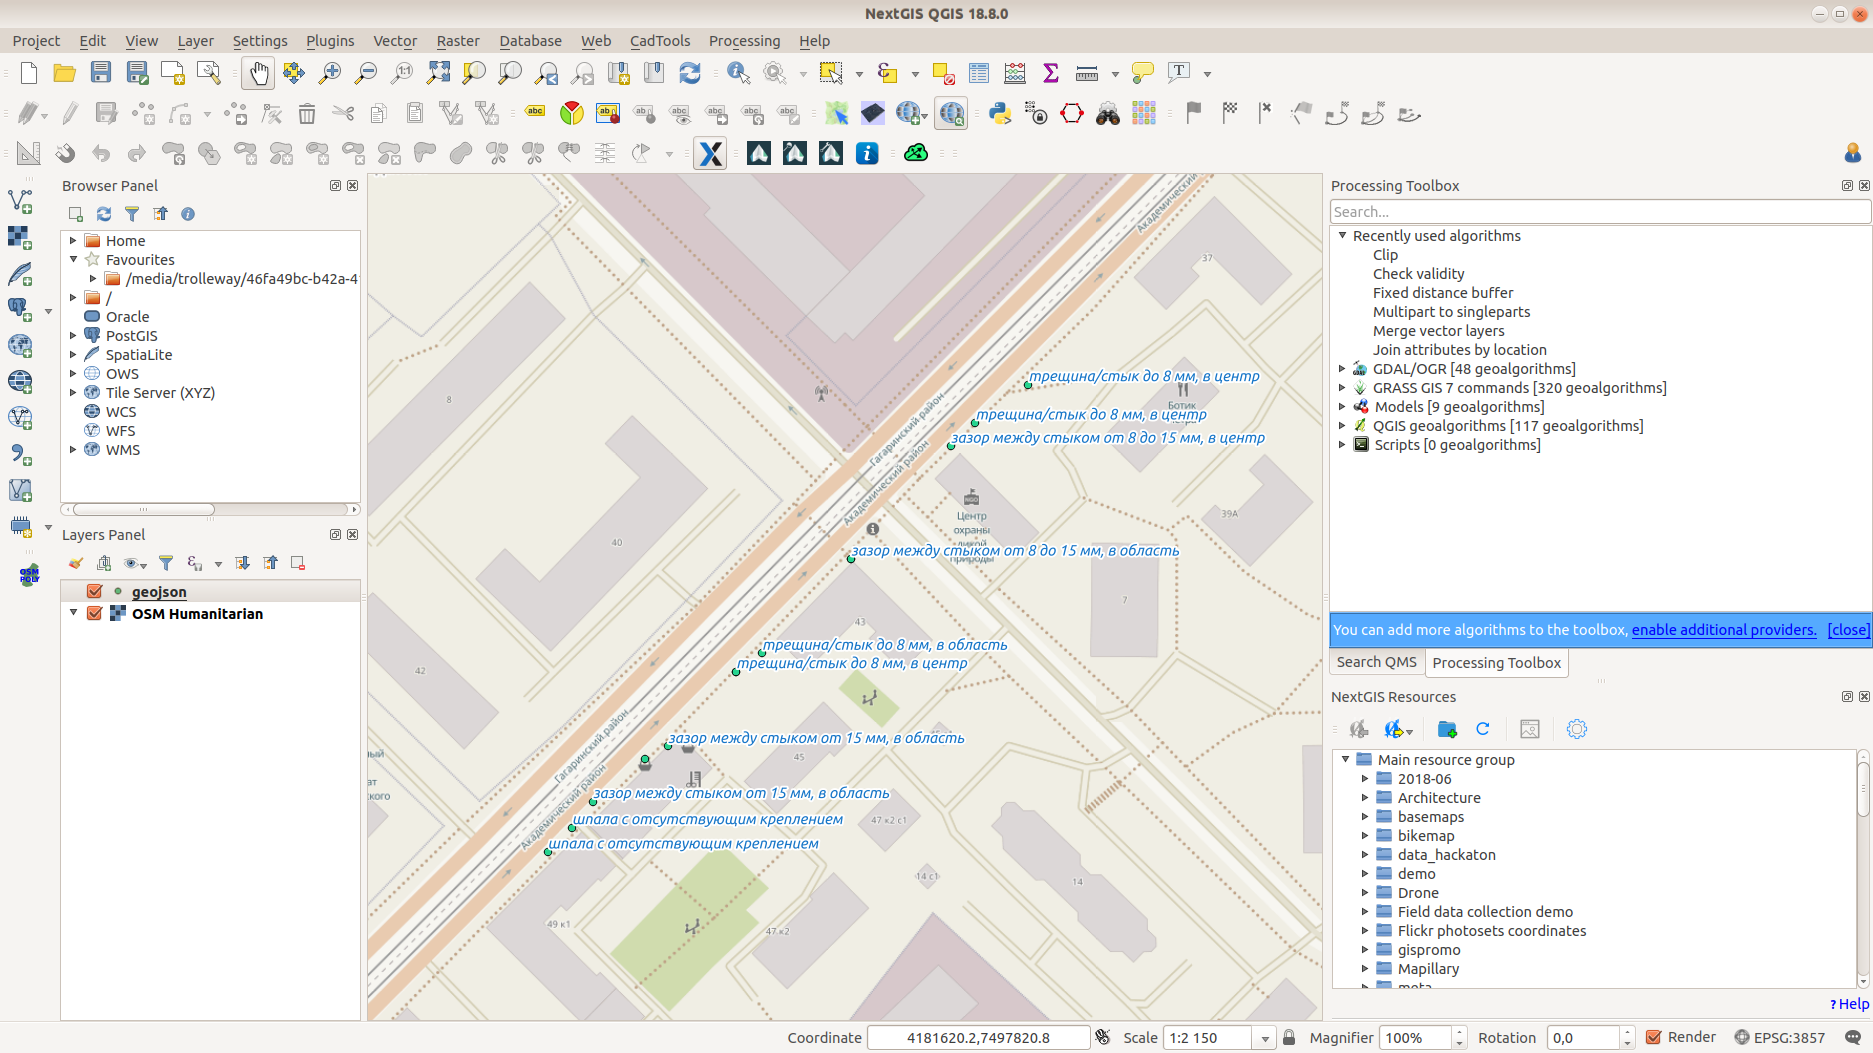 NextGIS QGIS 18.8.0
Project Edit View Layer Settings Plugins Vector Raster Database Web CadTools Processing Help
Browser Panel
Home
Favourites
/media/trolleway/46fa49bc-b42a-4
/
Oracle
PostGIS
SpatiaLite
OWS
Tile Server (XYZ)
WCS
WFS
WMS
Layers Panel
geojson
OSM Humanitarian
OSM
POLY
Академический
37
8
трещина/стык до 8 мм, в центр
Ботик
трещина/стык до 8 мм, в центр
зазор между стыком от 8 до 15 мм, в центр
Гагаринский район
Академический район
Центр
охраны
дикой
природы
39А
40
зазор между стыком от 8 до 15 мм, в область
7
43
трещина/стык до 8 мм, в область
трещина/стык до 8 мм, в центр
42
Гагаринский район
Академический район
зазор между стыком от 15 мм, в область
45
зазор между стыком от 15 мм, в область
шпала с отсутствующим креплением
47 к2 с1
шпала с отсутствующим креплением
14 с1
14
49 к1
47 к2
Processing Toolbox
Search...
Recently used algorithms
Clip
Check validity
Fixed distance buffer
Multipart to singleparts
Merge vector layers
Join attributes by location
GDAL/OGR [48 geoalgorithms]
GRASS GIS 7 commands [320 geoalgorithms]
Models [9 geoalgorithms]
QGIS geoalgorithms [117 geoalgorithms]
Scripts [0 geoalgorithms]
You can add more algorithms to the toolbox, enable additional providers. [close]
Search QMS Processing Toolbox
NextGIS Resources
Main resource group
2018-06
Architecture
basemaps
bikemap
data_hackaton
demo
Drone
Field data collection demo
Flickr photosets coordinates
gispromo
Mapillary
? Help
Coordinate 4181620.2,7497820.8 Scale 1:2 150 Magnifier 100% Rotation 0,0 Render EPSG:3857